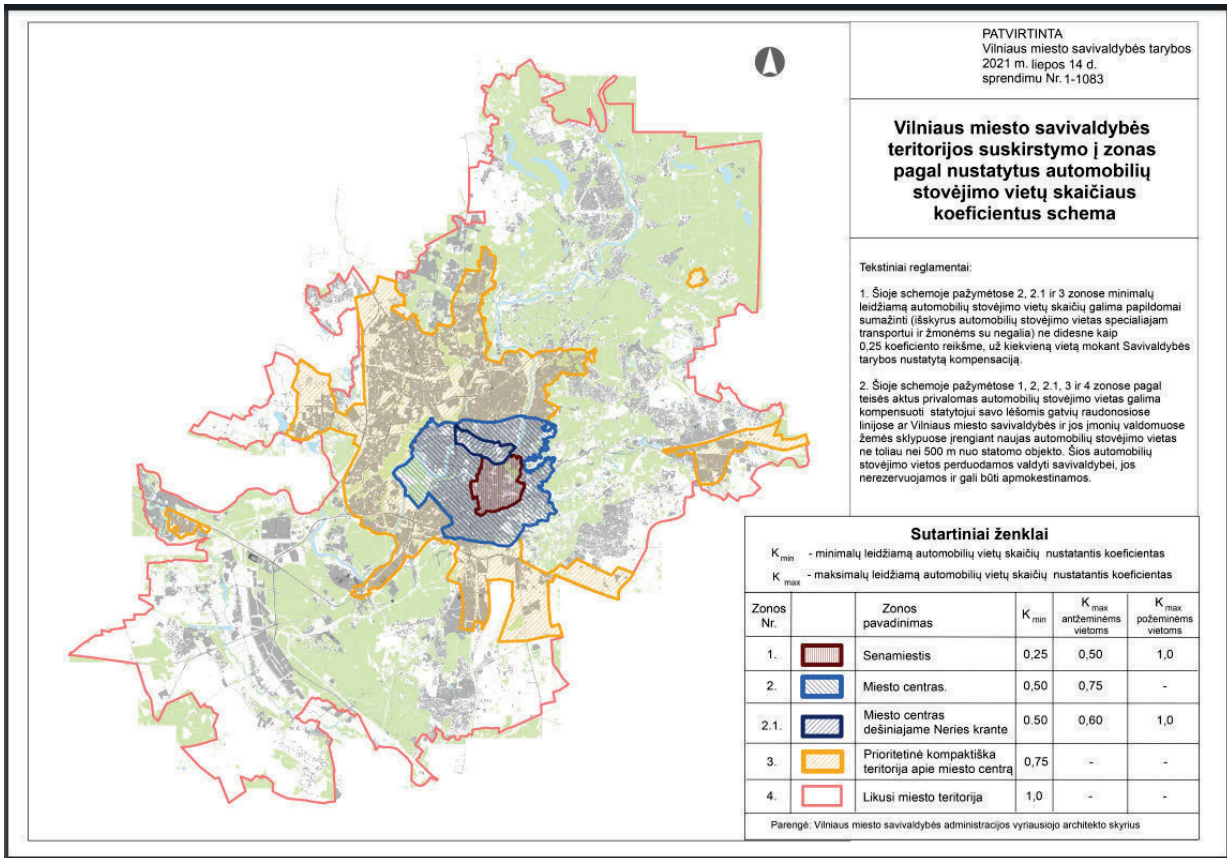 PATVIRTINTA
Vilniaus miesto savivaldybės tarybos
2021 m. liepos 14 d.
sprendimu Nr. 1-1083
Vilniaus miesto savivaldybės
teritorijos suskirstymo į zonas
pagal nustatytus automobilių
stovėjimo vietų skaičiaus
koeficientus schema
Tekstiniai reglamentai:
1. Šioje schemoje pažymėtose 2, 2.1 ir 3 zonose minimalų
leidžiamą automobilių stovėjimo vietų skaičių galima papildomai
sumažinti (išskyrus automobilių stovėjimo vietas specialiajam
transportui ir žmonėms su negalia) ne didesne kaip
0,25 koeficiento reikšme, už kiekvieną vietą mokant Savivaldybės
tarybos nustatytą kompensaciją.
2. Šioje schemoje pažymėtose 1, 2, 2.1, 3 ir 4 zonose pagal
teisės aktus privalomas automobilių stovėjimo vietas galima
kompensuoti statytojui savo lėšomis gatvių raudonosiose
linijose ar Vilniaus miesto savivaldybės ir jos įmonių valdomuose
žemės sklypuose įrengiant naujas automobilių stovėjimo vietas
ne toliau nei 500 m nuo statomo objekto. Šios automobilių
stovėjimo vietos perduodamos valdyti savivaldybei, jos
nerezervuojamos ir gali būti apmokestinamos.
Sutartiniai ženklai
K min - minimalų leidžiamą automobilių vietų skaičių nustatantis koeficientas
K max - maksimalų leidžiamą automobilių vietų skaičių nustatantis koeficientas
Zonos Nr. Zonos pavadinimas K min K max antžeminėms vietoms K max požeminėms vietoms
1. Senamiestis 0,25 0,50 1,0
2. Miesto centras. 0,50 0,75 -
2.1. Miesto centras dešiniajame Neries krante 0.50 0,60 1,0
3. Prioritetinė kompaktiška teritorija apie miesto centrą 0,75 - -
4. Likusi miesto teritorija 1,0 - -
Parengė: Vilniaus miesto savivaldybės administracijos vyriausiojo architekto skyrius